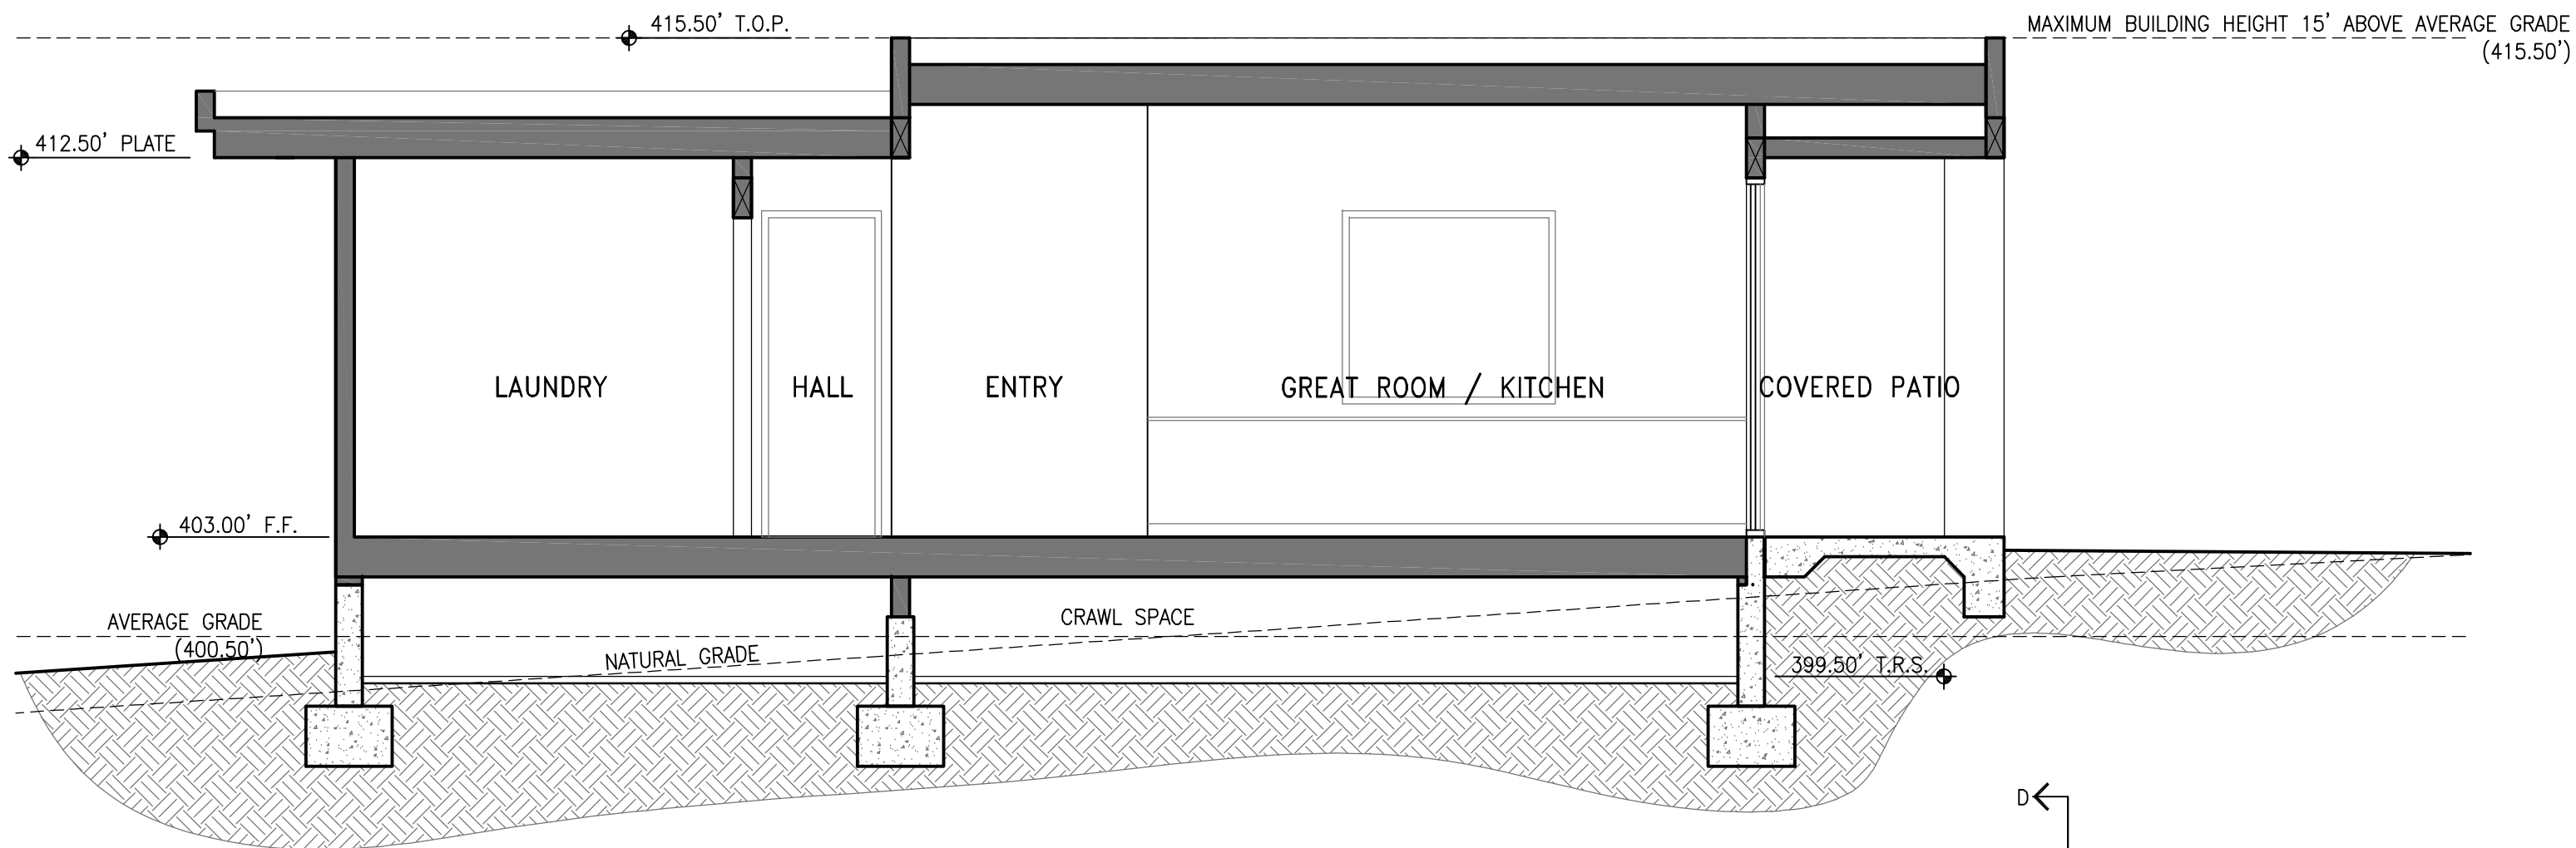 415.50' T.O.P.
MAXIMUM BUILDING HEIGHT 15' ABOVE AVERAGE GRADE
(415.50')
412.50' PLATE
LAUNDRY
HALL
ENTRY
GREAT ROOM / KITCHEN
COVERED PATIO
403.00' F.F.
AVERAGE GRADE
(400.50')
CRAWL SPACE
NATURAL GRADE
399.50' T.R.S.
D